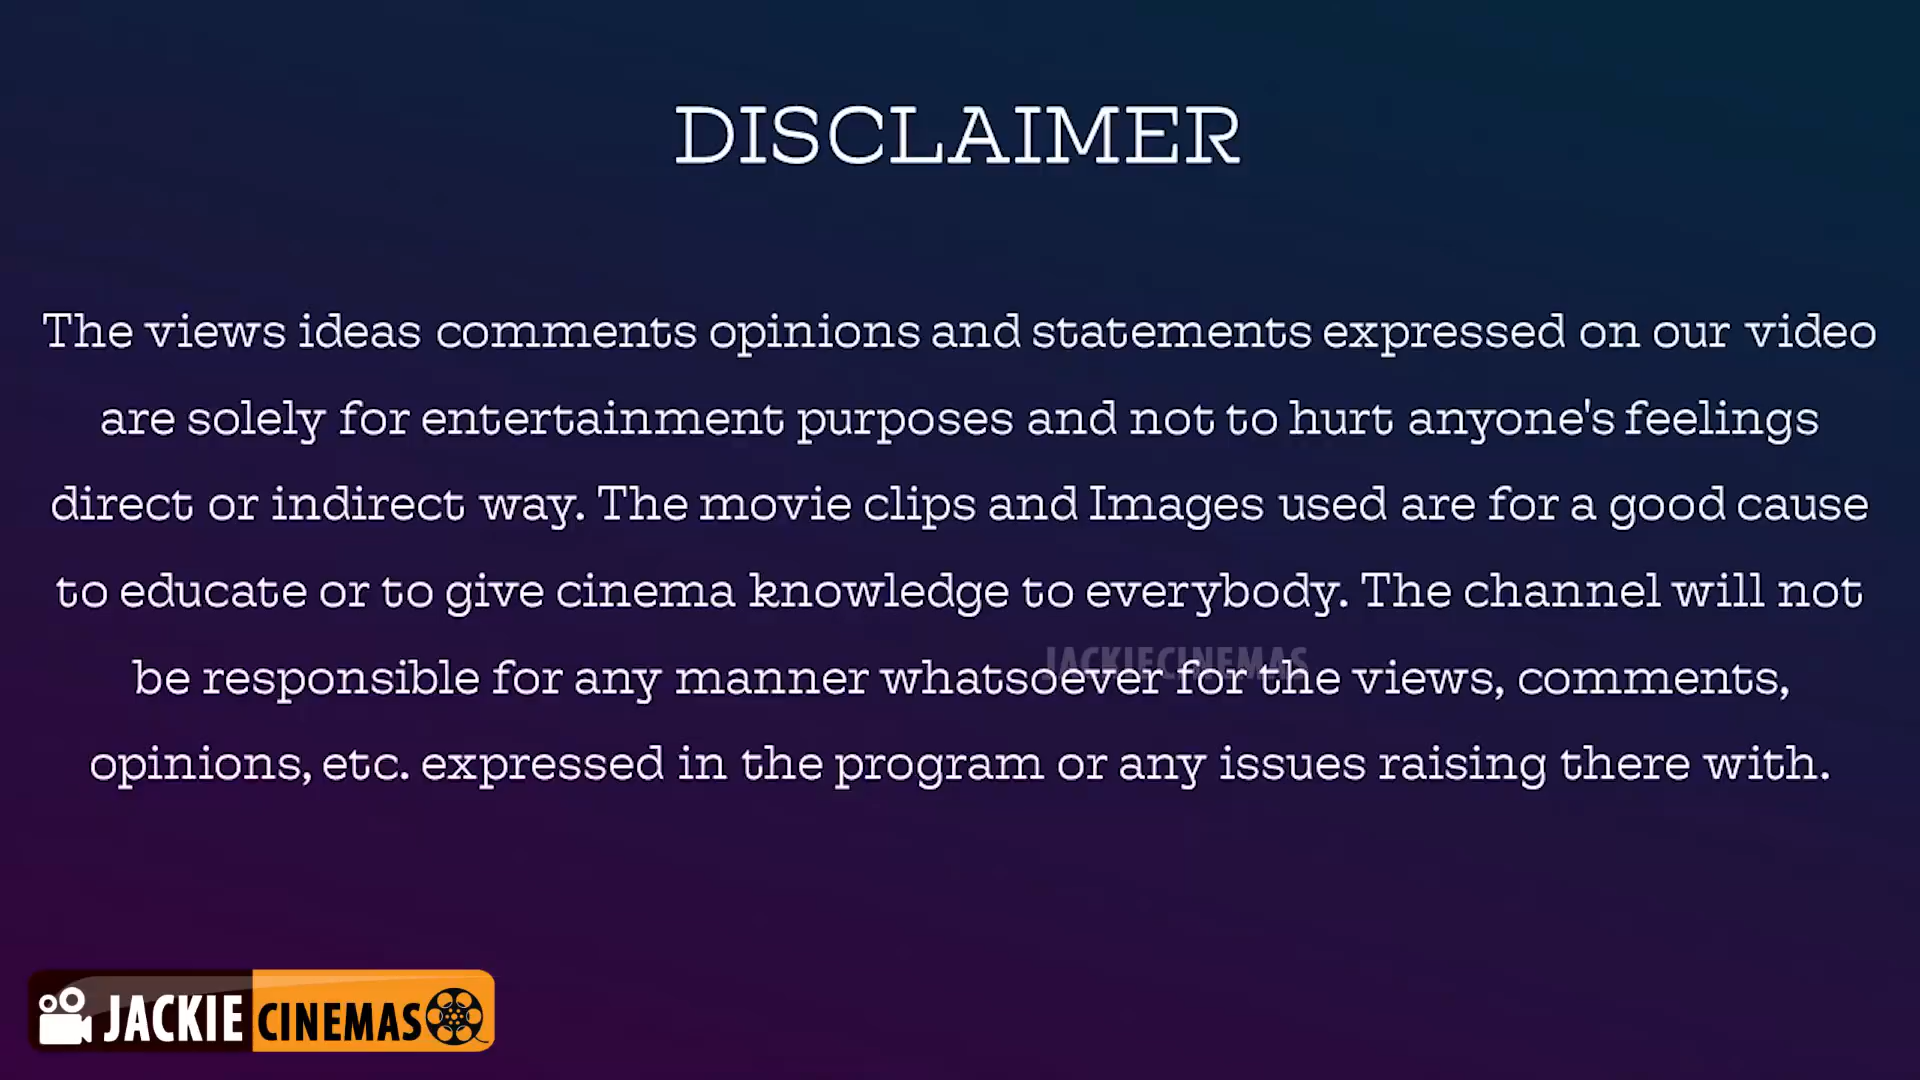 DISCLAIMER
The views ideas comments opinions and statements expressed on our video
are solely for entertainment purposes and not to hurt anyone's feelings
direct or indirect way. The movie clips and Images used are for a good cause
to educate or to give cinema knowledge to everybody. The channel will not
JACKIECINEMAS
be responsible for any manner whatsoever for the views, comments,
opinions, etc. expressed in the program or any issues raising there with.
JACKIE CINEMAS